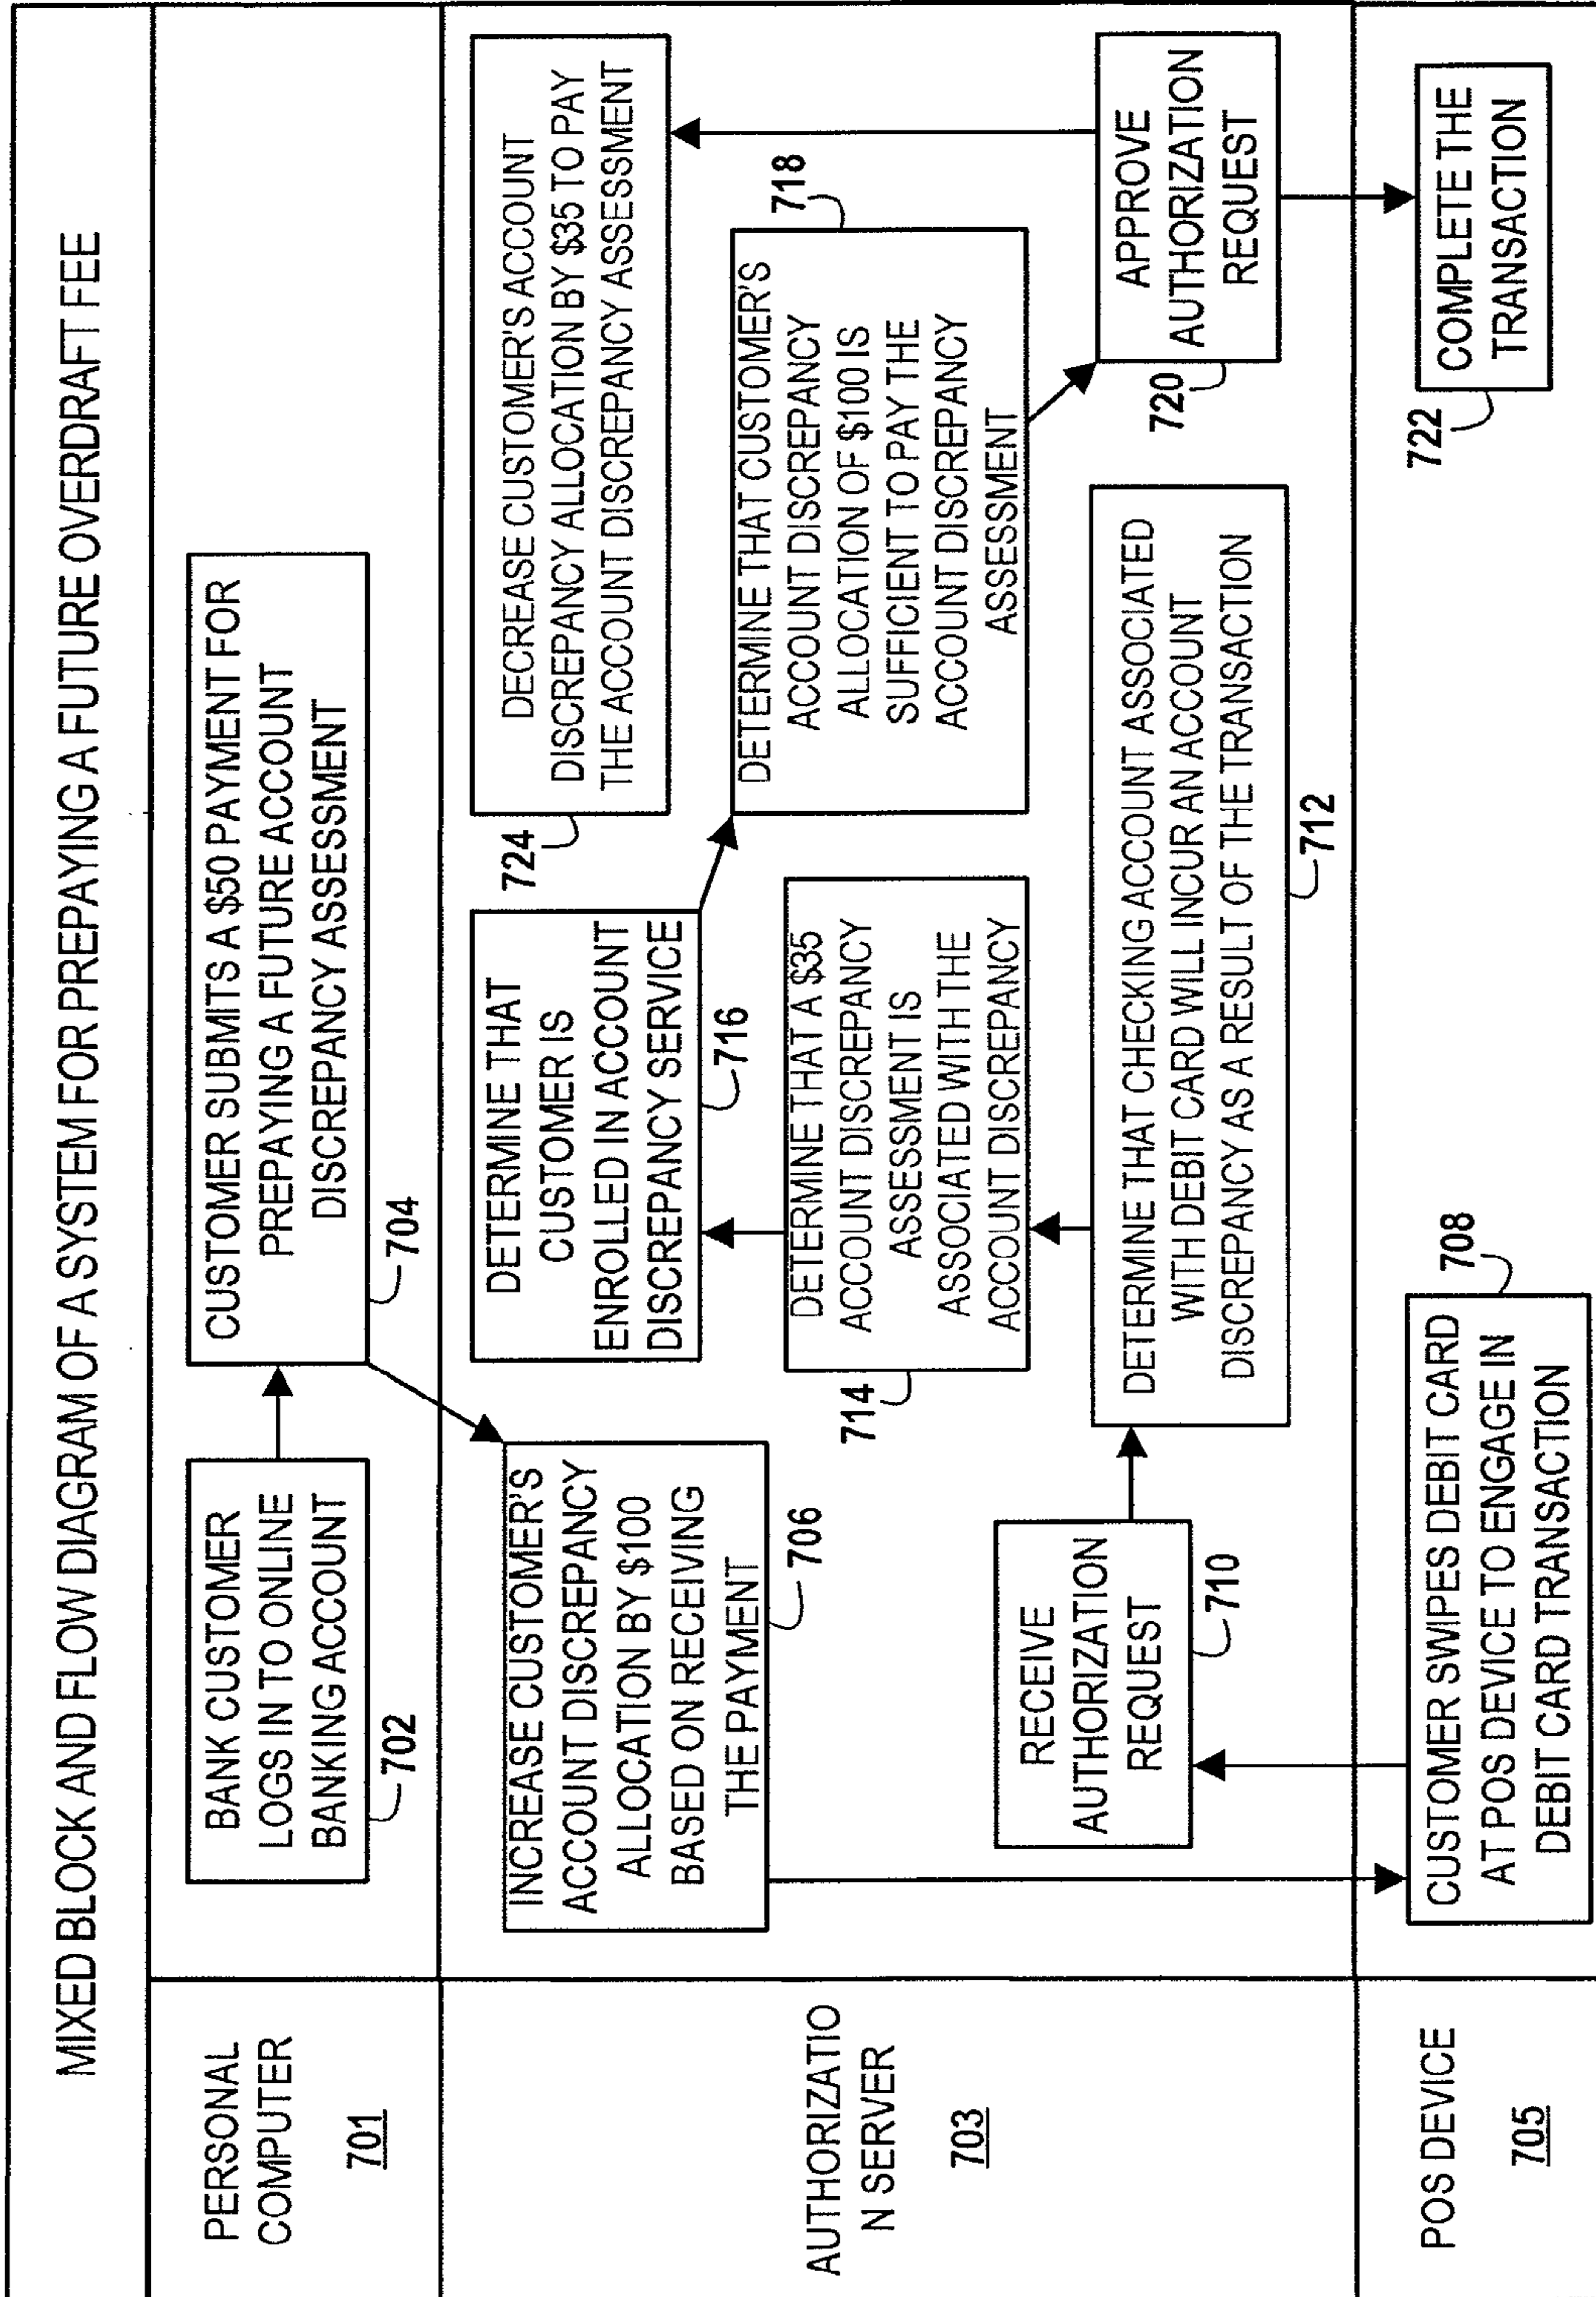 MIXED BLOCK AND FLOW DIAGRAM OF A SYSTEM FOR PREPAYING A FUTURE OVERDRAFT FEE
PERSONAL
COMPUTER
701
BANK CUSTOMER
LOGS IN TO ONLINE
BANKING ACCOUNT
702
CUSTOMER SUBMITS A $50 PAYMENT FOR
PREPAYING A FUTURE ACCOUNT
DISCREPANCY ASSESSMENT
704
AUTHORIZATIO
N SERVER
703
INCREASE CUSTOMER'S
ACCOUNT DISCREPANCY
ALLOCATION BY $100
BASED ON RECEIVING
THE PAYMENT
706
RECEIVE
AUTHORIZATION
REQUEST
710
DETERMINE THAT CHECKING ACCOUNT ASSOCIATED
WITH DEBIT CARD WILL INCUR AN ACCOUNT
DISCREPANCY AS A RESULT OF THE TRANSACTION
712
DETERMINE THAT A $35
ACCOUNT DISCREPANCY
ASSESSMENT IS
ASSOCIATED WITH THE
ACCOUNT DISCREPANCY
714
DETERMINE THAT
CUSTOMER IS
ENROLLED IN ACCOUNT
DISCREPANCY SERVICE
716
DETERMINE THAT CUSTOMER'S
ACCOUNT DISCREPANCY
ALLOCATION OF $100 IS
SUFFICIENT TO PAY THE
ACCOUNT DISCREPANCY
ASSESSMENT
718
APPROVE
AUTHORIZATION
REQUEST
720
DECREASE CUSTOMER'S ACCOUNT
DISCREPANCY ALLOCATION BY $35 TO PAY
THE ACCOUNT DISCREPANCY ASSESSMENT
724
POS DEVICE
705
CUSTOMER SWIPES DEBIT CARD
AT POS DEVICE TO ENGAGE IN
DEBIT CARD TRANSACTION
708
COMPLETE THE
TRANSACTION
722